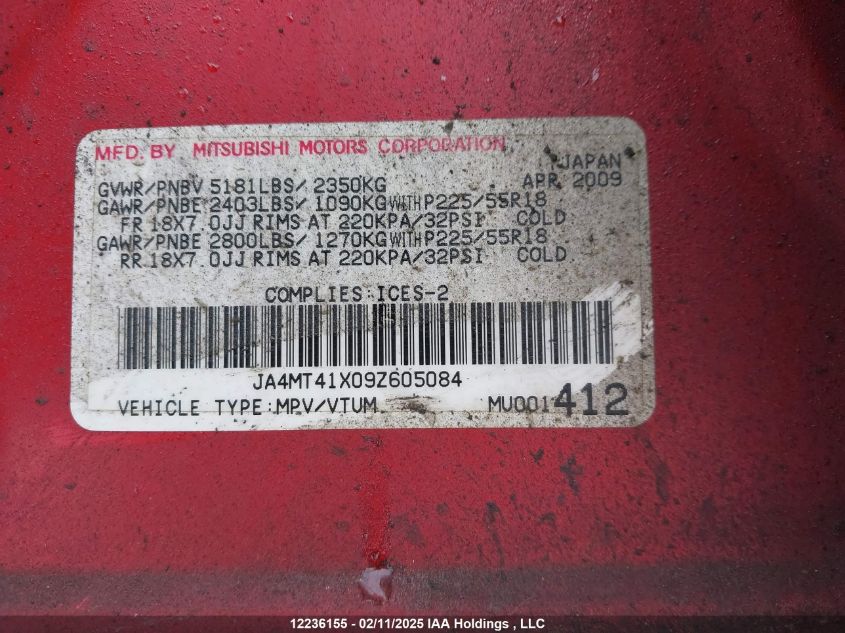 MFD. BY MITSUBISHI MOTORS CORPORATION
JAPAN
GVWR/PNBV 5181LBS/ 2350KG APR. 2009
GAWR/PNBE 2403LBS/ 1090KG WITH P225/55R18
FR 18X7.0JJ RIMS AT 220KPA/32PSI COLD
GAWR/PNBE 2800LBS/ 1270KG WITH P225/55R18
RR 18X7.0JJ RIMS AT 220KPA/32PSI COLD
COMPLIES:ICES-2
JA4MT41X09Z605084
VEHICLE TYPE:MPV/VTUM MU001412
12236155 - 02/11/2025 IAA Holdings , LLC